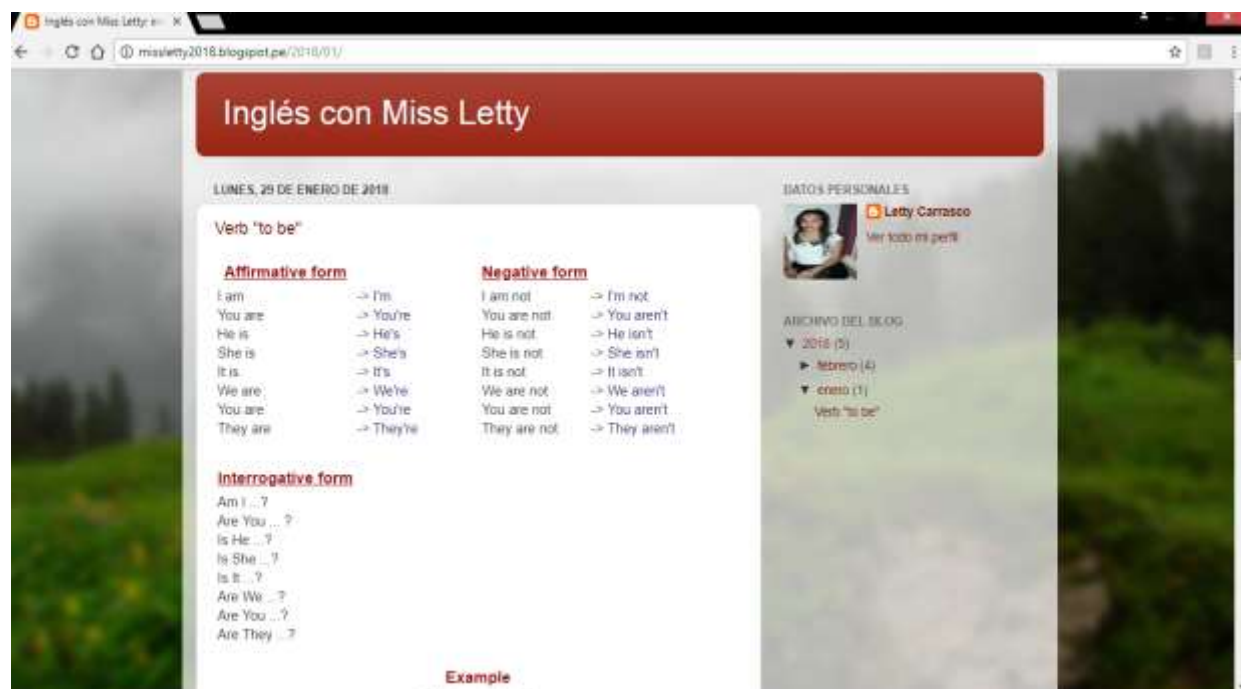 Inglés con Miss Letty: e
missletty2018.blogspot.pe/2018/01/
Inglés con Miss Letty
LUNES, 29 DE ENERO DE 2018
Verb "to be"
Affirmative form Negative form
I am -> I'm I am not -> I'm not
You are -> You're You are not -> You aren't
He is -> He's He is not -> He isn't
She is -> She's She is not -> She isn't
It is -> It's It is not -> It isn't
We are -> We're We are not -> We aren't
You are -> You're You are not -> You aren't
They are -> They're They are not -> They aren't
Interrogative form
Am I ...?
Are You ... ?
Is He ...?
Is She ...?
Is It ...?
Are We ...?
Are You ...?
Are They ...?
Example
DATOS PERSONALES
Letty Carrasco
Ver todo mi perfil
ARCHIVO DEL BLOG
▼ 2018 (5)
► febrero (4)
▼ enero (1)
Verb "to be"